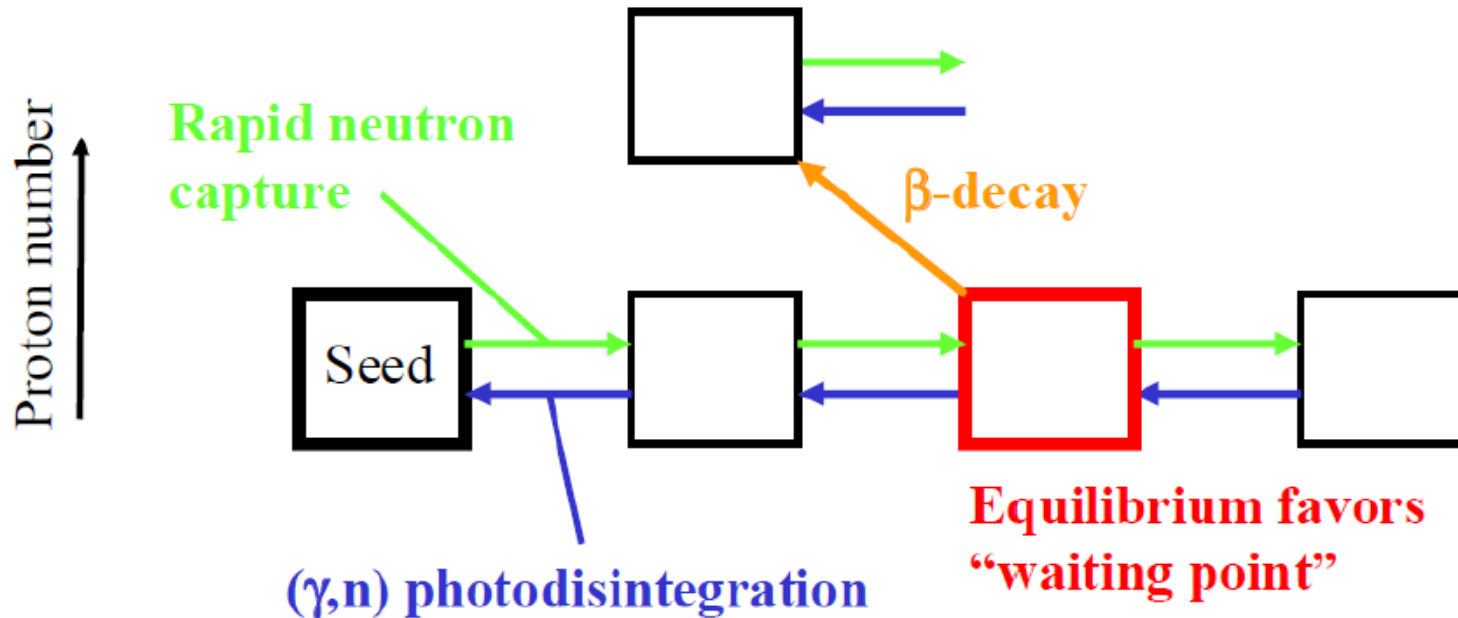 Proton number
Rapid neutron
capture
β-decay
Seed
Equilibrium favors
“waiting point”
(γ,n) photodisintegration